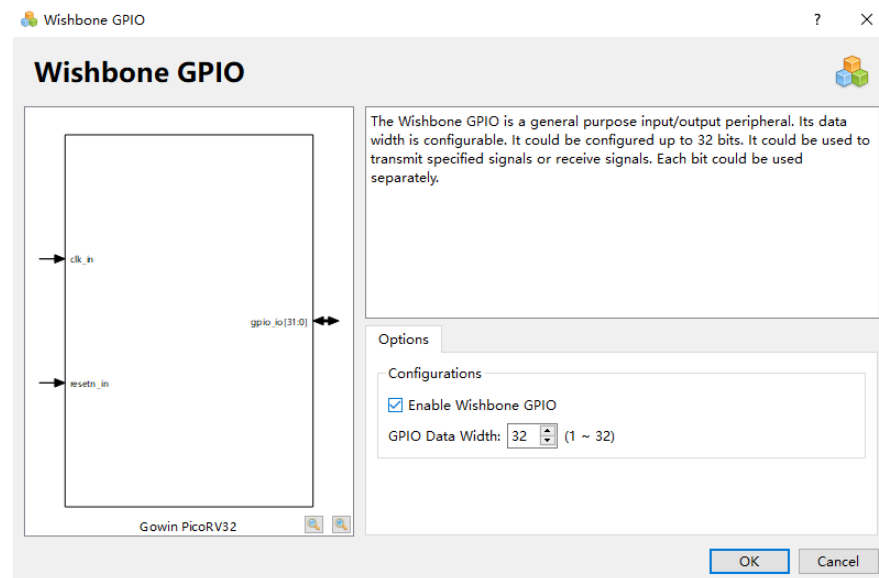 Wishbone GPIO
?
Wishbone GPIO
The Wishbone GPIO is a general purpose input/output peripheral. Its data
width is configurable. It could be configured up to 32 bits. It could be used to
transmit specified signals or receive signals. Each bit could be used
separately.
clk_in
gpio_io[31:0]
resetn_in
Gowin PicoRV32
Options
Configurations
Enable Wishbone GPIO
GPIO Data Width: 32 (1 ~ 32)
OK
Cancel